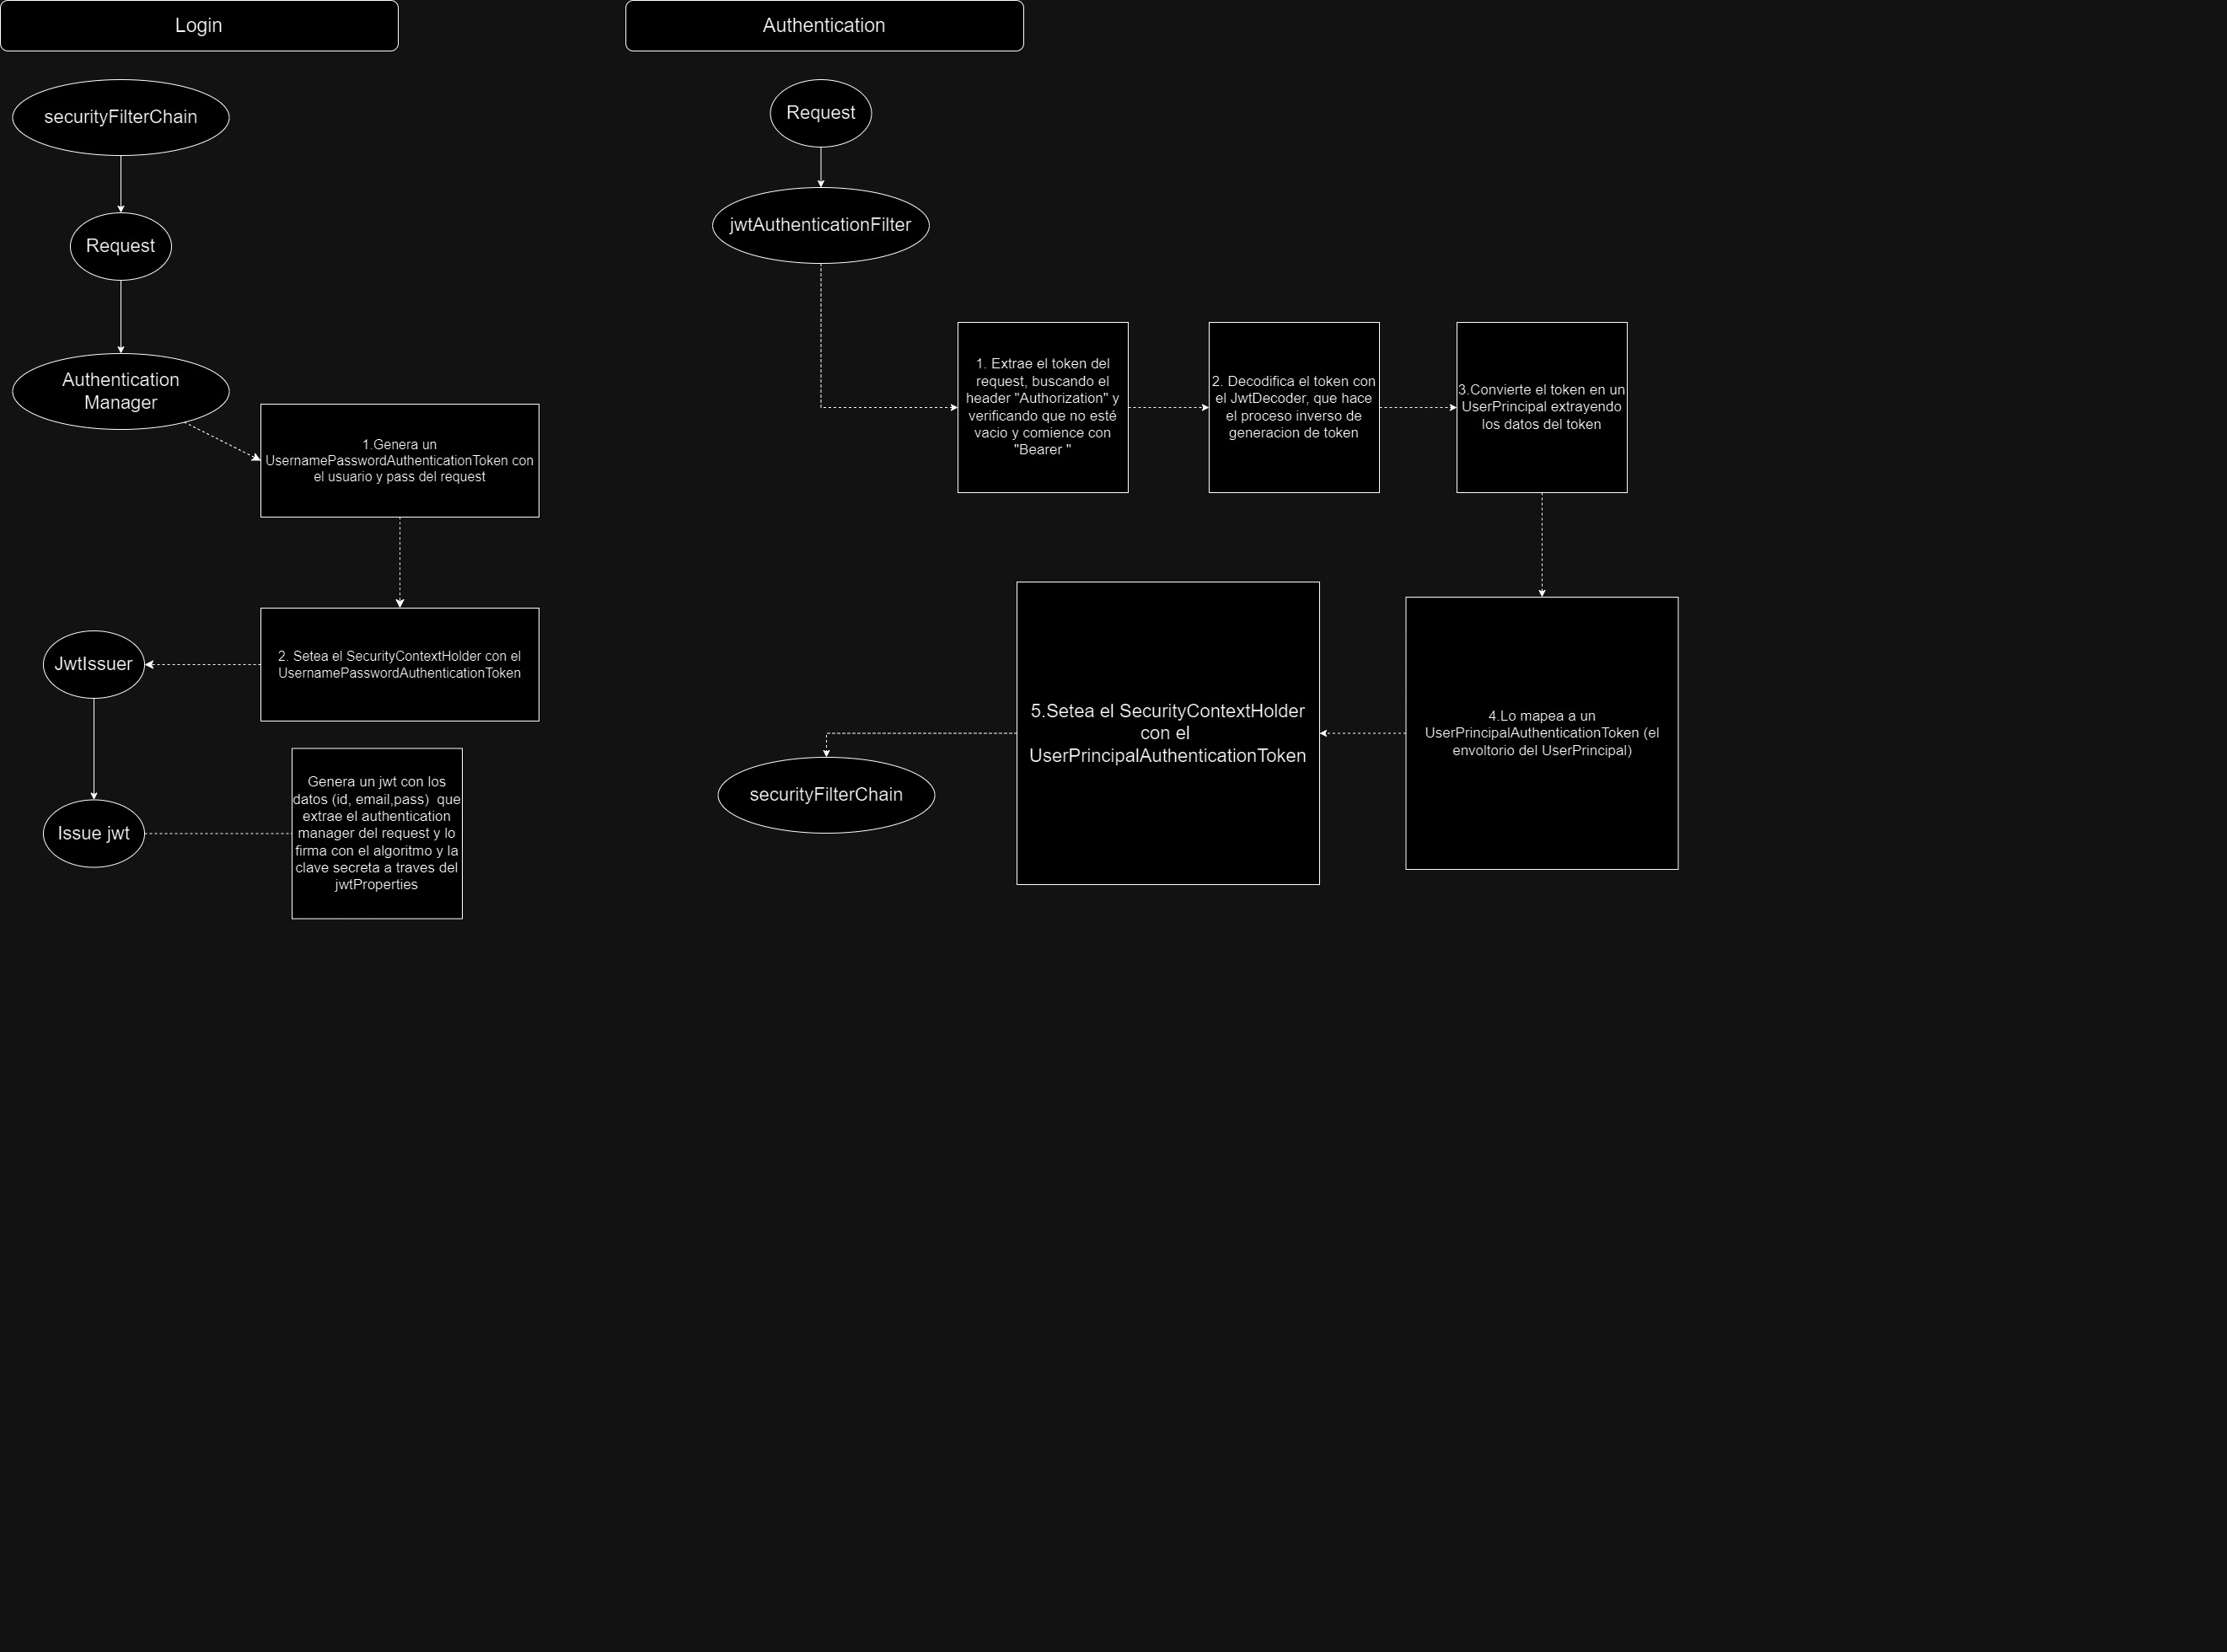 Login
securityFilterChain
Request
Authentication
Manager
1.Genera un
UsernamePasswordAuthenticationToken con
el usuario y pass del request
2. Setea el SecurityContextHolder con el
UsernamePasswordAuthenticationToken
JwtIssuer
Issue jwt
Genera un jwt con los
datos (id, email,pass)  que
extrae el authentication
manager del request y lo
firma con el algoritmo y la
clave secreta a traves del
jwtProperties
Authentication
Request
jwtAuthenticationFilter
1. Extrae el token del
request, buscando el
header "Authorization" y
verificando que no esté
vacio y comience con
"Bearer "
2. Decodifica el token con
el JwtDecoder, que hace
el proceso inverso de
generacion de token
3.Convierte el token en un
UserPrincipal extrayendo
los datos del token
4.Lo mapea a un
UserPrincipalAuthenticationToken (el
envoltorio del UserPrincipal)
5.Setea el SecurityContextHolder
con el
UserPrincipalAuthenticationToken
securityFilterChain